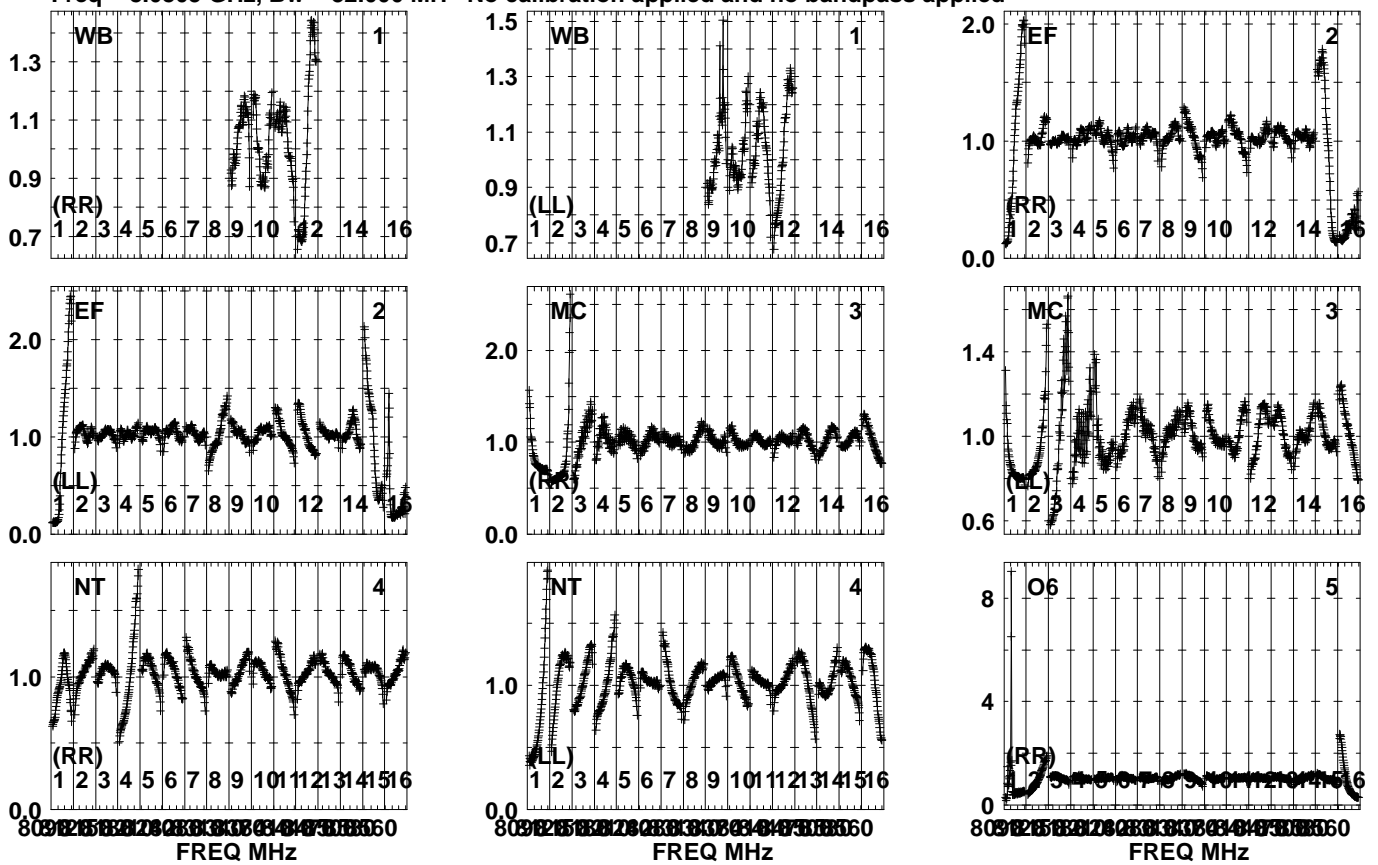 No calibration applied and no bandpass applied
WB 1
1.3
1.1
0.9
0.7
(RR)
1 2 3 4 5 6 7 8 9 10 12 14 16
WB 1
1.5
1.3
1.1
0.9
0.7
(LL)
1 2 3 4 5 6 7 8 9 10 12 14 16
EF 2
2.0
1.0
0.0
(RR)
1 2 3 4 5 6 7 8 9 10 12 14 16
EF 2
2.0
1.0
0.0
(LL)
1 2 3 4 5 6 7 8 9 10 12 14 16
MC 3
2.0
1.0
0.0
(RR)
1 2 3 4 5 6 7 8 9 10 12 14 16
MC 3
1.4
1.0
0.6
(LL)
1 2 3 4 5 6 7 8 9 10 12 14 16
NT 4
1.0
0.0
(RR)
1 2 3 4 5 6 7 8 9 10 11 12 13 14 15 16
NT 4
1.0
0.0
(LL)
1 2 3 4 5 6 7 8 9 10 11 12 13 14 15 16
O6 5
8
4
0
(RR)
FREQ MHz
FREQ MHz
FREQ MHz